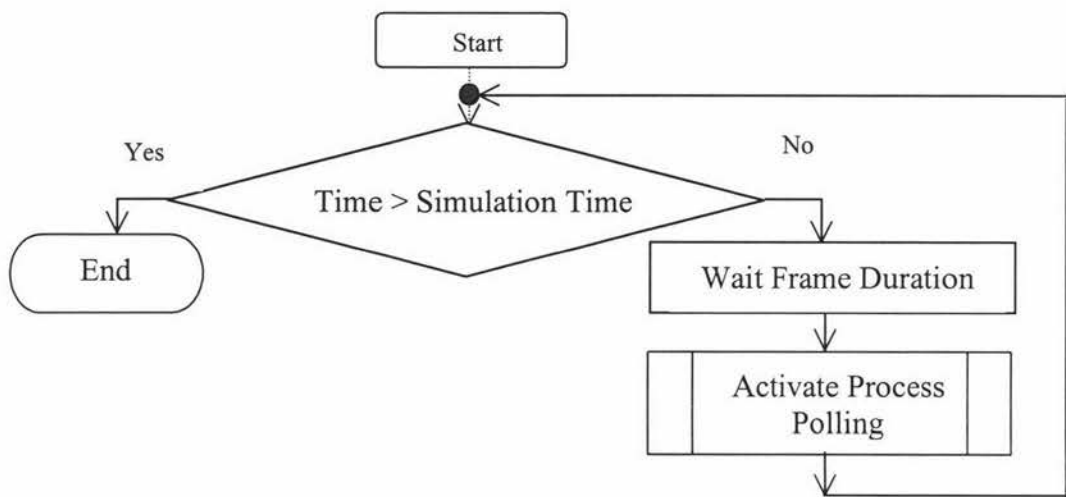 Start
Yes
No
Time > Simulation Time
End
Wait Frame Duration
Activate Process
Polling